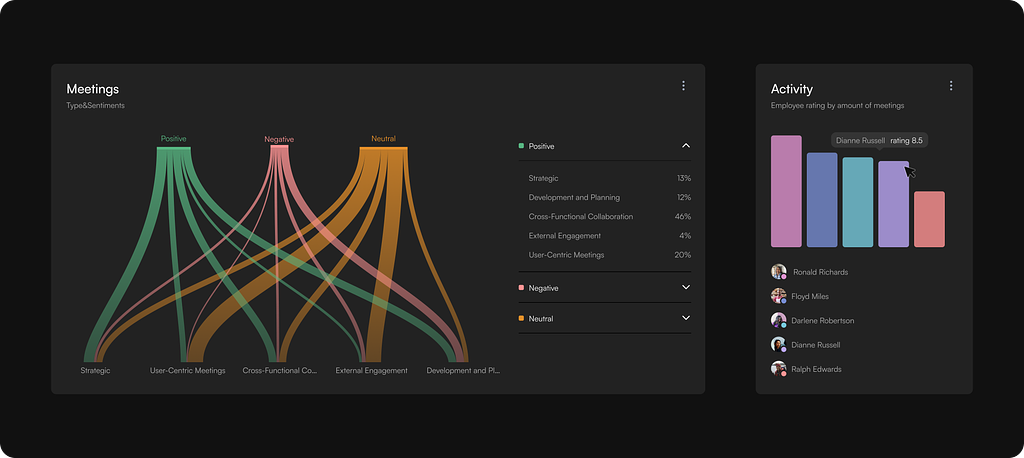 Meetings
Type&Sentiments
Positive
Negative
Neutral
Strategic
User-Centric Meetings
Cross-Functional Co...
External Engagement
Development and Pl...
Positive
Strategic 13%
Development and Planning 12%
Cross-Functional Collaboration 46%
External Engagement 4%
User-Centric Meetings 20%
Negative
Neutral
Activity
Employee rating by amount of meetings
Dianne Russell rating 8.5
Ronald Richards
Floyd Miles
Darlene Robertson
Dianne Russell
Ralph Edwards